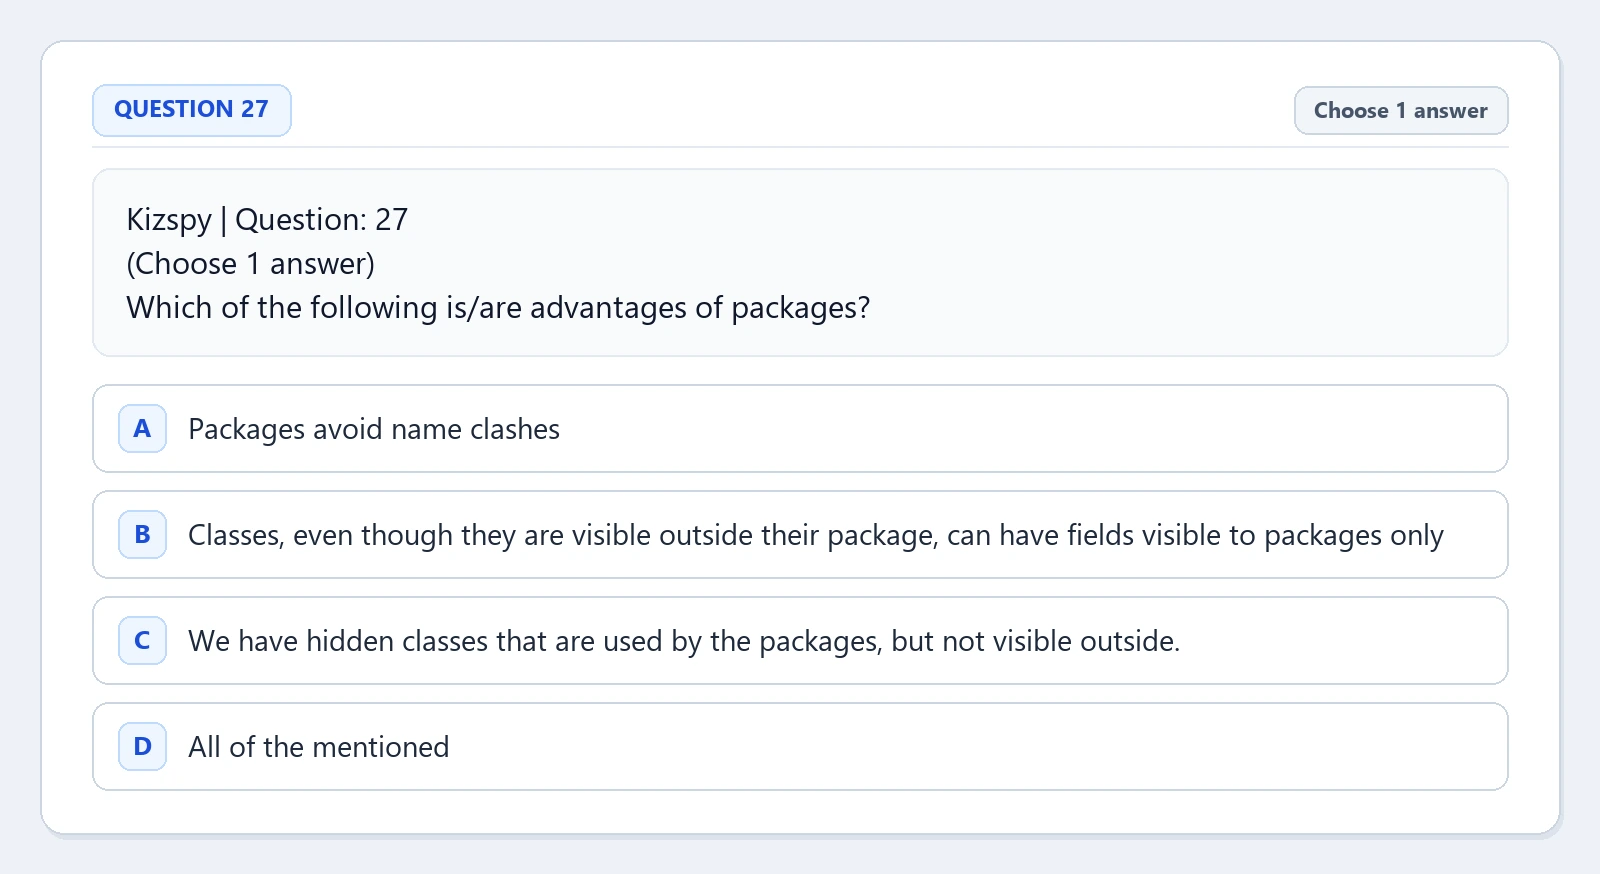 QUESTION 27
Choose 1 answer
Kizspy | Question: 27
(Choose 1 answer)
Which of the following is/are advantages of packages?
A Packages avoid name clashes
B Classes, even though they are visible outside their package, can have fields visible to packages only
C We have hidden classes that are used by the packages, but not visible outside.
D All of the mentioned